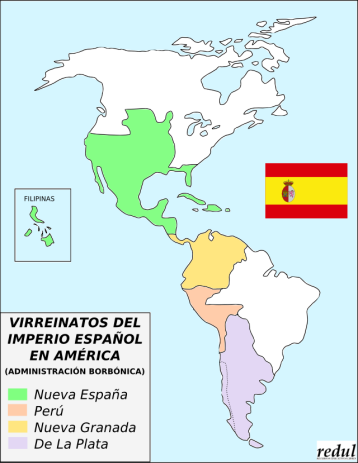 FILIPINAS
VIRREINATOS DEL
IMPERIO ESPAÑOL
EN AMÉRICA
(ADMINISTRACIÓN BORBÓNICA)
Nueva España
Perú
Nueva Granada
De La Plata
redul